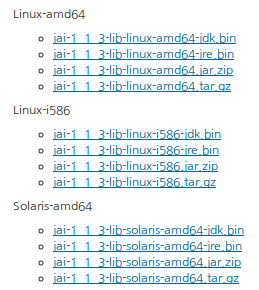 Linux-amd64
jai-1_1_3-lib-linux-amd64-jdk.bin
jai-1_1_3-lib-linux-amd64-jre.bin
jai-1_1_3-lib-linux-amd64.jar.zip
jai-1_1_3-lib-linux-amd64.tar.gz
Linux-i586
jai-1_1_3-lib-linux-i586-jdk.bin
jai-1_1_3-lib-linux-i586-jre.bin
jai-1_1_3-lib-linux-i586.jar.zip
jai-1_1_3-lib-linux-i586.tar.gz
Solaris-amd64
jai-1_1_3-lib-solaris-amd64-jdk.bin
jai-1_1_3-lib-solaris-amd64-jre.bin
jai-1_1_3-lib-solaris-amd64.jar.zip
jai-1_1_3-lib-solaris-amd64.tar.gz